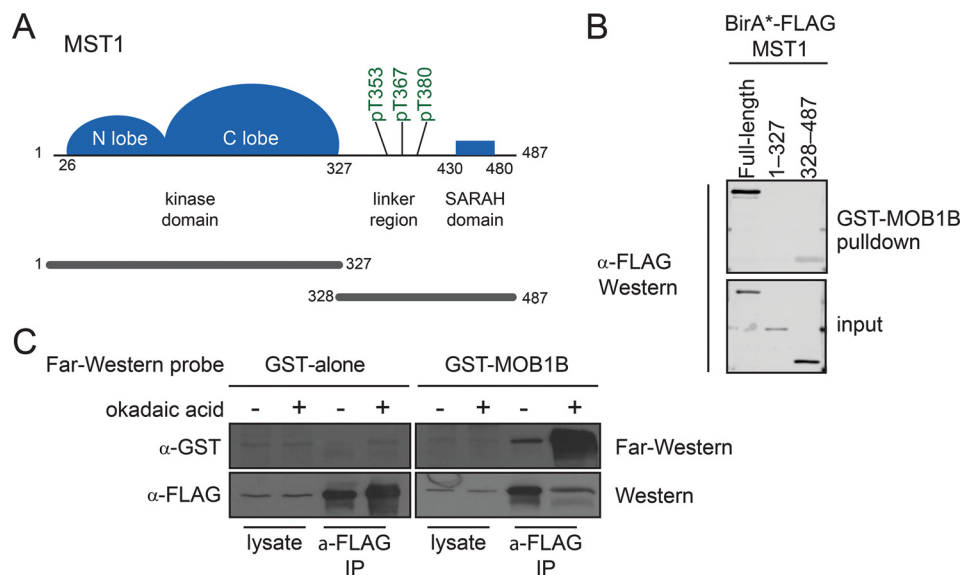 A
MST1
pT353
pT367
pT380
N lobe
C lobe
1
26
327
430
480
487
kinase
domain
linker
region
SARAH
domain
1
327
328
487
B
BirA*-FLAG
MST1
Full-length
1–327
328–487
α-FLAG
Western
GST-MOB1B
pulldown
input
C
Far-Western probe
GST-alone
GST-MOB1B
okadaic acid
- + - + - + - +
α-GST
Far-Western
α-FLAG
Western
lysate
a-FLAG
IP
lysate
a-FLAG
IP